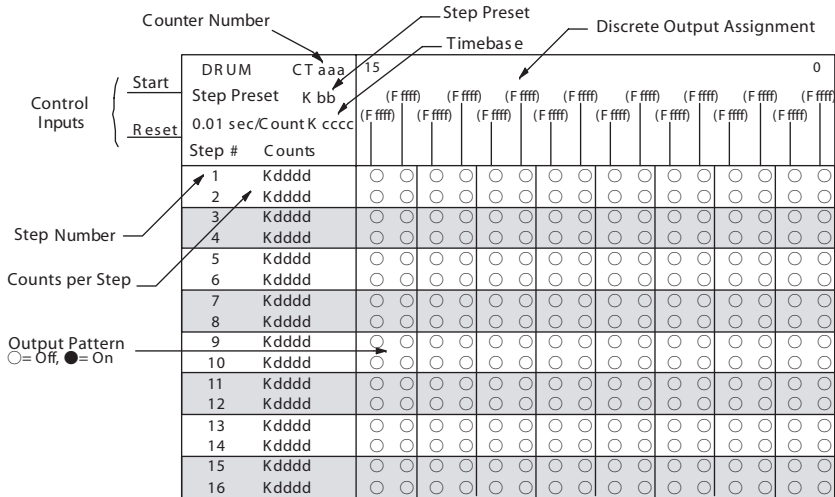 Counter Number
Step Preset
Timebase
Discrete Output Assignment
Control Inputs
Start
Reset
DRUM CT aaa 15 0
Step Preset K bb
(F ffff) (F ffff) (F ffff) (F ffff) (F ffff) (F ffff) (F ffff) (F ffff)
0.01 sec/Count K cccc
(F ffff) (F ffff) (F ffff) (F ffff) (F ffff) (F ffff) (F ffff) (F ffff)
Step # Counts
1 Kdddd
2 Kdddd
3 Kdddd
4 Kdddd
5 Kdddd
6 Kdddd
7 Kdddd
8 Kdddd
9 Kdddd
10 Kdddd
11 Kdddd
12 Kdddd
13 Kdddd
14 Kdddd
15 Kdddd
16 Kdddd
Step Number
Counts per Step
Output Pattern
○= Off, ●= On